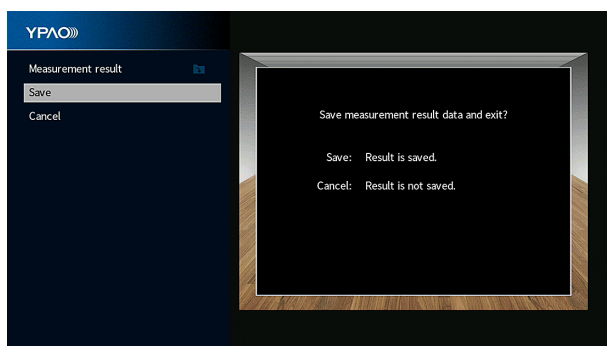 YPAO
Measurement result
Save
Cancel
Save measurement result data and exit?
Save: Result is saved.
Cancel: Result is not saved.